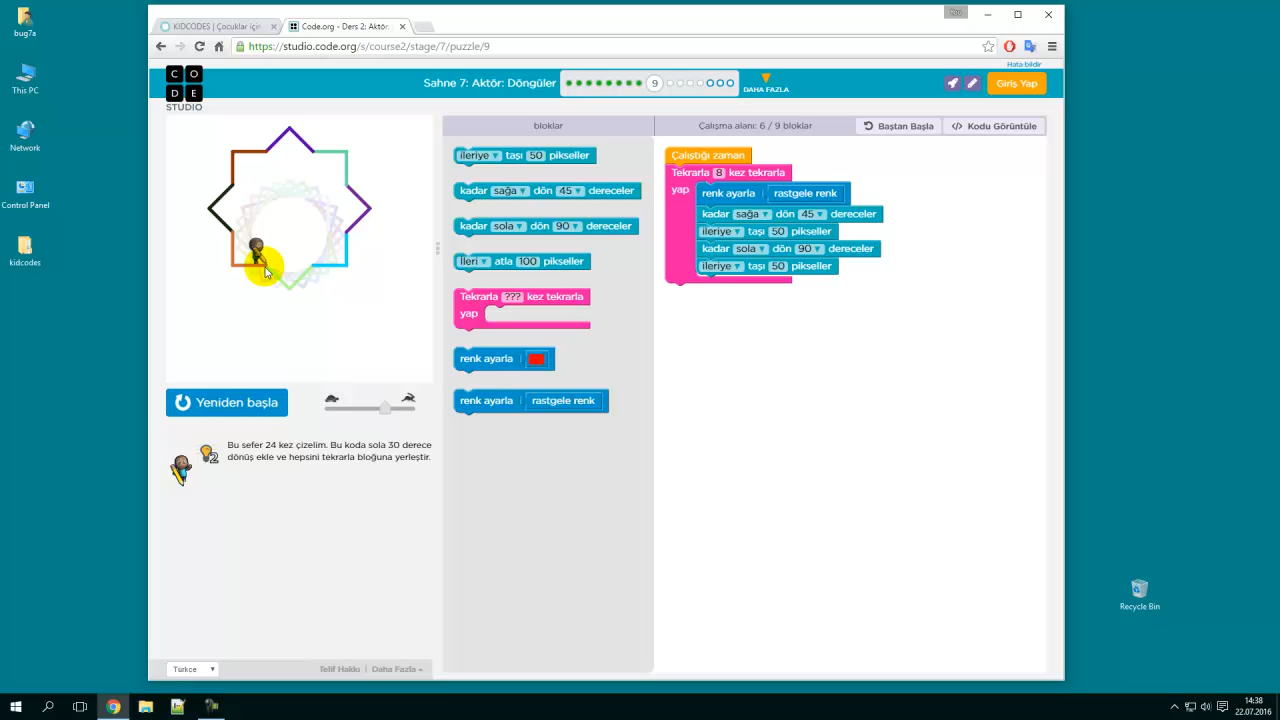 bug7a
This PC
Network
Control Panel
kidcodes
Recycle Bin
You
KIDCODES | Çocuklar için
Code.org - Ders 2: Aktör:
https://studio.code.org/s/course2/stage/7/puzzle/9
Hata bildir
C O
D E
STUDIO
Sahne 7: Aktör: Döngüler
9
DAHA FAZLA
Giriş Yap
bloklar
Çalışma alanı: 6 / 9 bloklar
Baştan Başla
</> Kodu Görüntüle
ileriye taşı 50 pikseller
kadar sağa dön 45 dereceler
kadar sola dön 90 dereceler
İleri atla 100 pikseller
Tekrarla ??? kez tekrarla
yap
renk ayarla
renk ayarla rastgele renk
Çalıştığı zaman
Tekrarla 8 kez tekrarla
yap renk ayarla rastgele renk
kadar sağa dön 45 dereceler
ileriye taşı 50 pikseller
kadar sola dön 90 dereceler
ileriye taşı 50 pikseller
Yeniden başla
2
Bu sefer 24 kez çizelim. Bu koda sola 30 derece
dönüş ekle ve hepsini tekrarla bloğuna yerleştir.
Türkçe
Telif Hakkı | Daha Fazla
14:38
22.07.2016